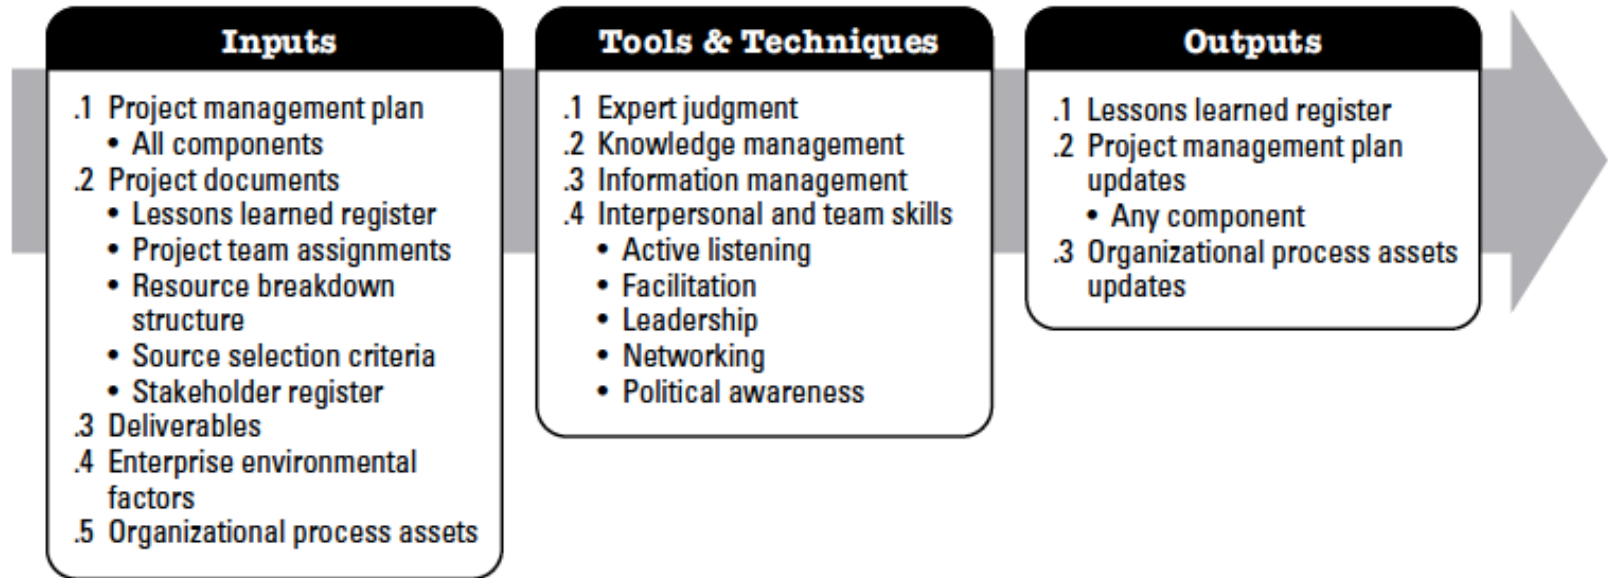 Inputs
.1 Project management plan
• All components
.2 Project documents
• Lessons learned register
• Project team assignments
• Resource breakdown
structure
• Source selection criteria
• Stakeholder register
.3 Deliverables
.4 Enterprise environmental
factors
.5 Organizational process assets
Tools & Techniques
.1 Expert judgment
.2 Knowledge management
.3 Information management
.4 Interpersonal and team skills
• Active listening
• Facilitation
• Leadership
• Networking
• Political awareness
Outputs
.1 Lessons learned register
.2 Project management plan
updates
• Any component
.3 Organizational process assets
updates